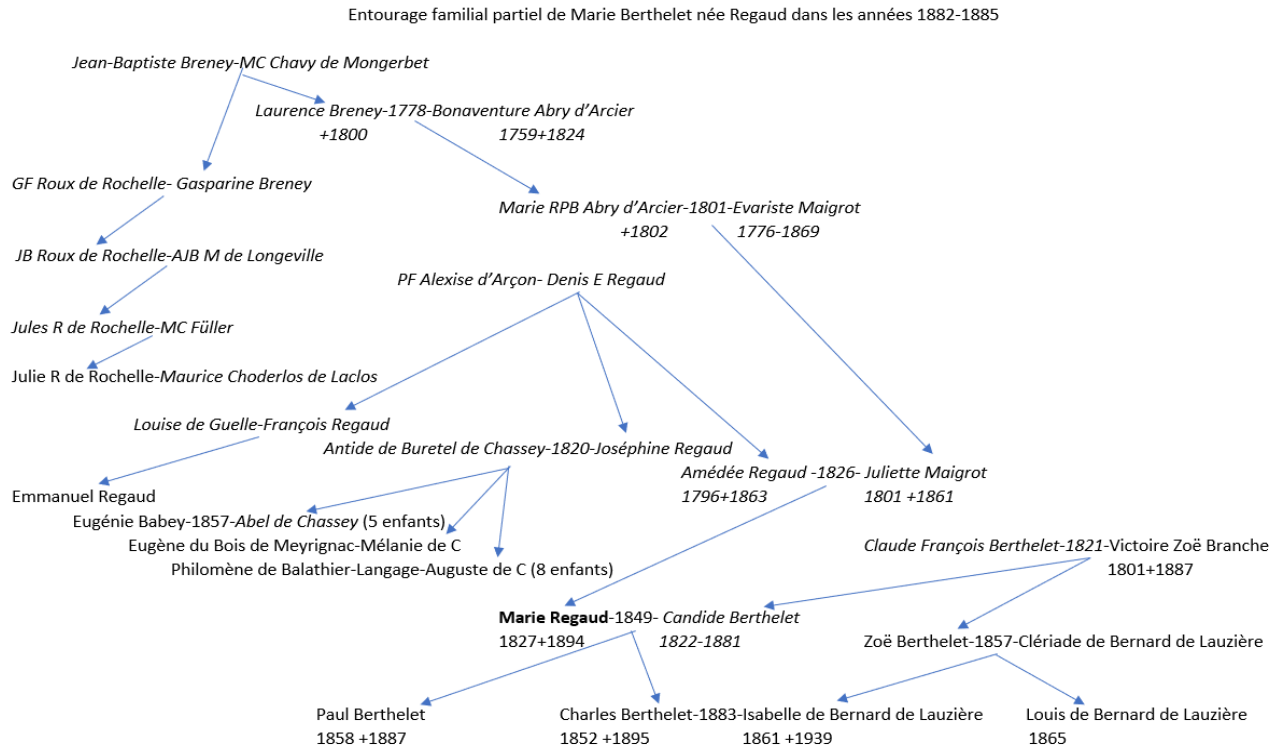 Entourage familial partiel de Marie Berthelet née Regaud dans les années 1882-1885
Jean-Baptiste Breney-MC Chavy de Mongerbet
Laurence Breney-1778-Bonaventure Abry d’Arcier
+1800 1759+1824
GF Roux de Rochelle- Gasparine Breney
Marie RPB Abry d’Arcier-1801-Evariste Maigrot
+1802 1776-1869
JB Roux de Rochelle-AJB M de Longeville
PF Alexise d’Arçon- Denis E Regaud
Jules R de Rochelle-MC Füller
Julie R de Rochelle-Maurice Choderlos de Laclos
Louise de Guelle-François Regaud
Antide de Buretel de Chassey-1820-Joséphine Regaud
Amédée Regaud -1826- Juliette Maigrot
1796+1863 1801 +1861
Emmanuel Regaud
Eugénie Babey-1857-Abel de Chassey (5 enfants)
Eugène du Bois de Meyrignac-Mélanie de C
Philomène de Balathier-Langage-Auguste de C (8 enfants)
Claude François Berthelet-1821-Victoire Zoë Branche
1801+1887
Marie Regaud-1849- Candide Berthelet
1827+1894 1822-1881
Zoë Berthelet-1857-Clériade de Bernard de Lauzière
Paul Berthelet
1858 +1887
Charles Berthelet-1883-Isabelle de Bernard de Lauzière
1852 +1895 1861 +1939
Louis de Bernard de Lauzière
1865